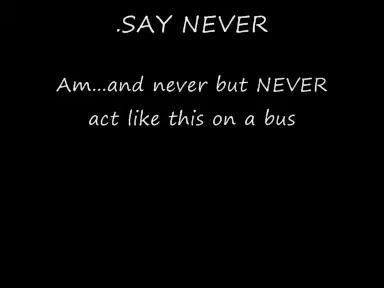 .SAY NEVER
Am...and never but NEVER
act like this on a bus